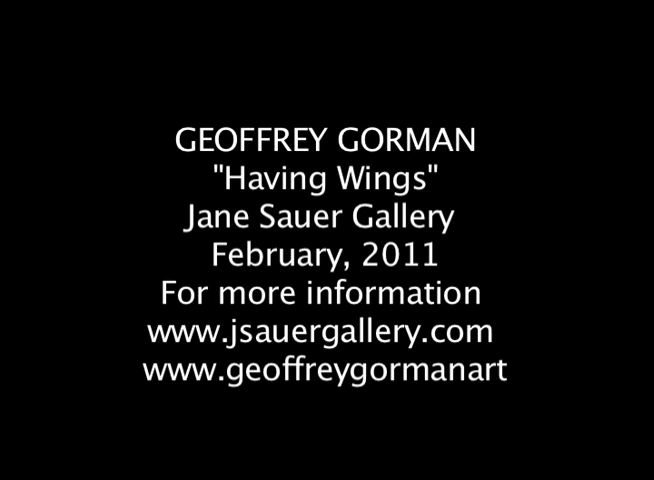 GEOFFREY GORMAN
"Having Wings"
Jane Sauer Gallery
February, 2011
For more information
www.jsauergallery.com
www.geoffreygormanart